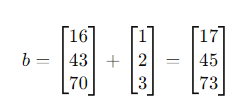 b = [16 43 70] + [1 2 3] = [17 45 73]